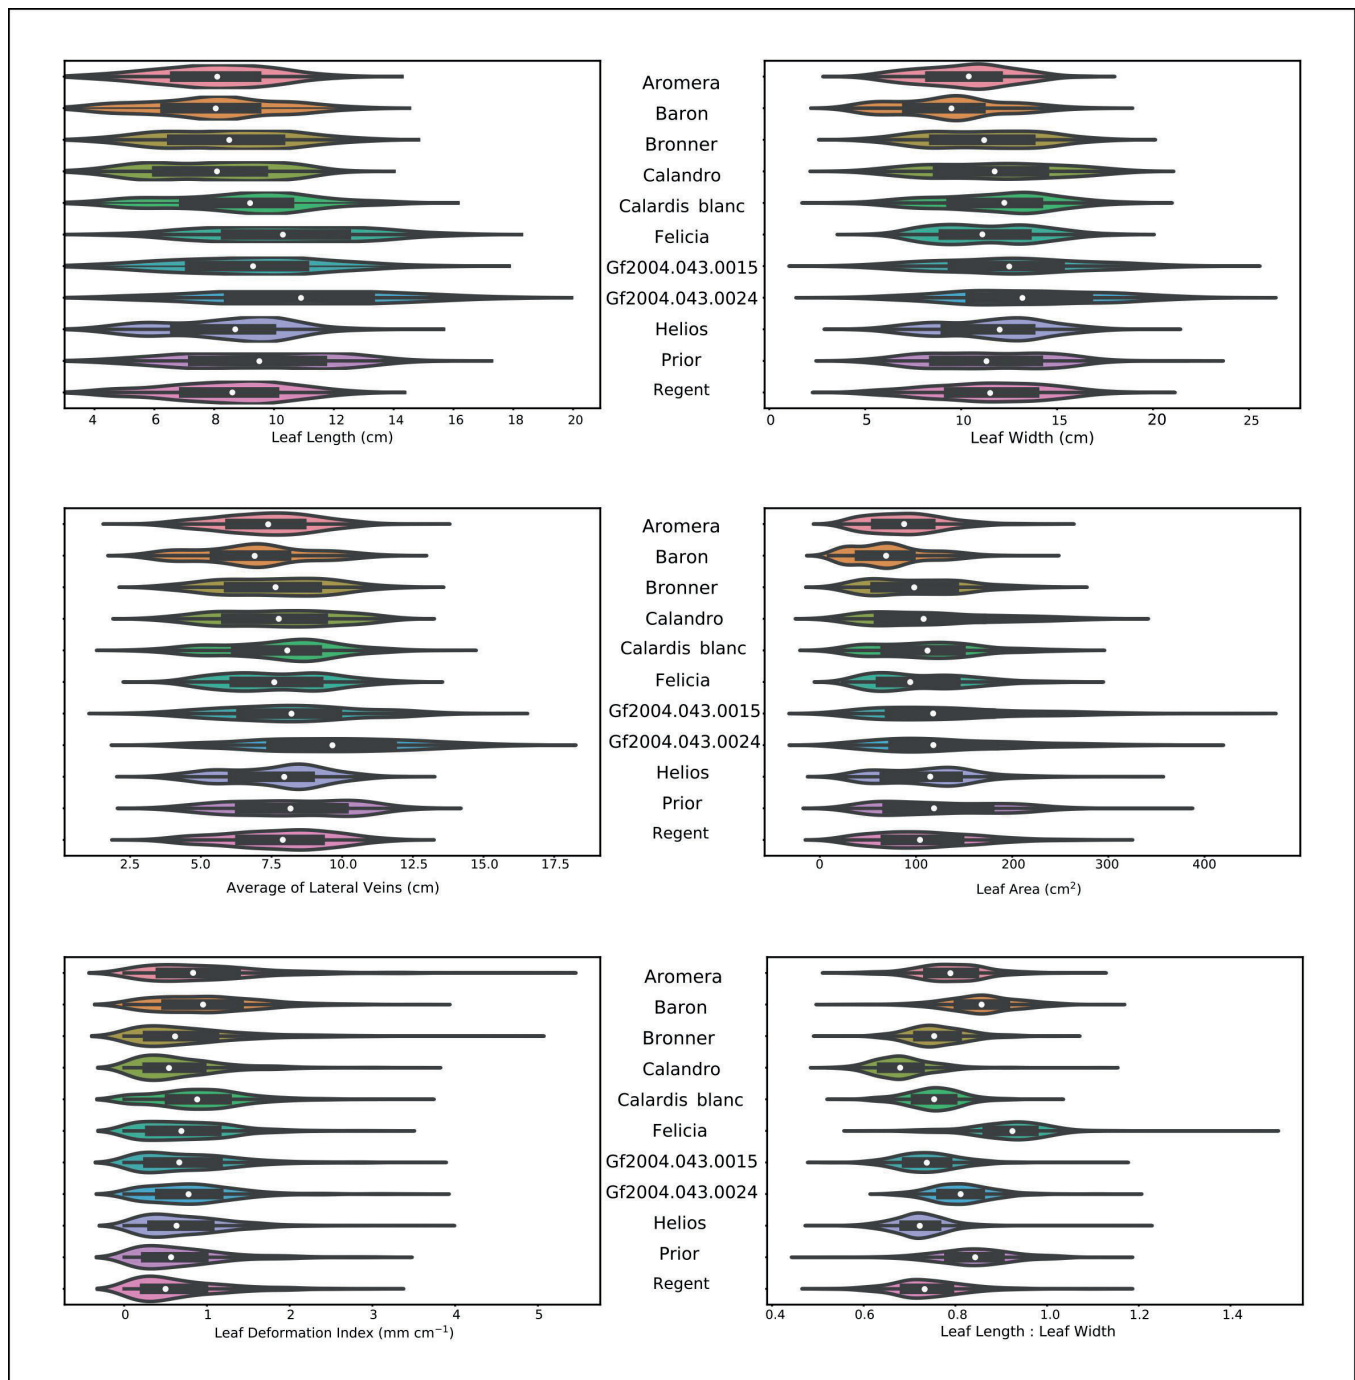 Aromera
Baron
Bronner
Calandro
Calardis blanc
Felicia
Gf2004.043.0015
Gf2004.043.0024
Helios
Prior
Regent
4 6 8 10 12 14 16 18 20
Leaf Length (cm)
0 5 10 15 20 25
Leaf Width (cm)
Aromera
Baron
Bronner
Calandro
Calardis blanc
Felicia
Gf2004.043.0015
Gf2004.043.0024
Helios
Prior
Regent
2.5 5.0 7.5 10.0 12.5 15.0 17.5
Average of Lateral Veins (cm)
0 100 200 300 400
Leaf Area (cm²)
Aromera
Baron
Bronner
Calandro
Calardis blanc
Felicia
Gf2004.043.0015
Gf2004.043.0024
Helios
Prior
Regent
0 1 2 3 4 5
Leaf Deformation Index (mm cm⁻¹)
0.4 0.6 0.8 1.0 1.2 1.4
Leaf Length : Leaf Width